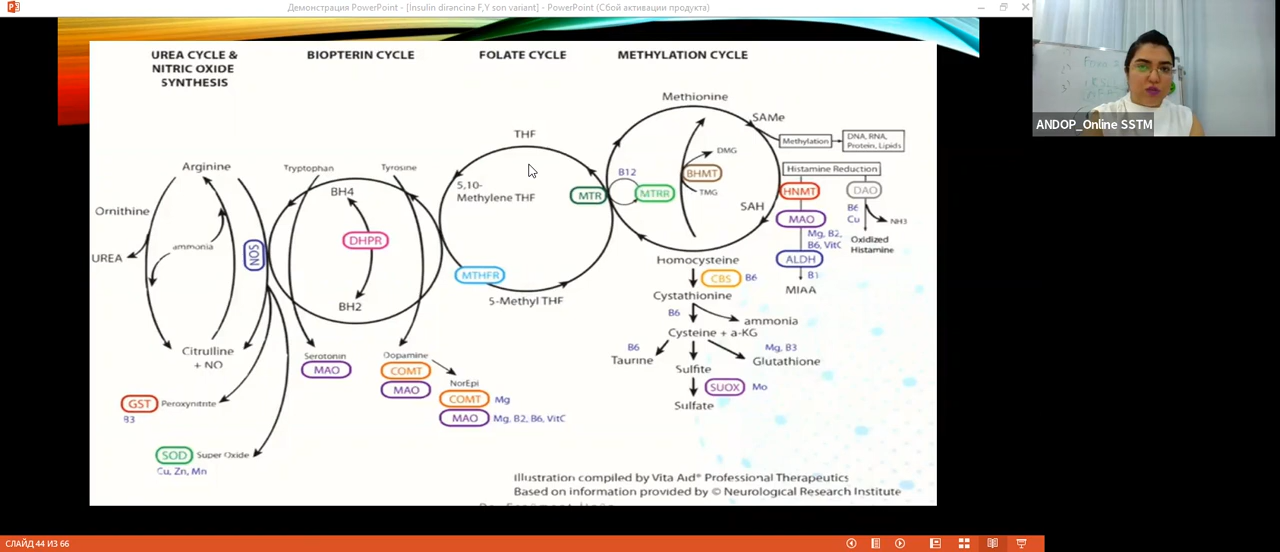 Демонстрация PowerPoint - [Insulin dirəncinə F,Y son variant] - PowerPoint (Сбой активации продукта)
UREA CYCLE &
NITRIC OXIDE
SYNTHESIS
BIOPTERIN CYCLE
FOLATE CYCLE
METHYLATION CYCLE
Methionine
SAMe
Methylation
DNA, RNA,
Protein, Lipids
THF
DMG
B12
BHMT
MTRR
MTR
TMG
Histamine Reduction
HNMT
DAO
SAH
MAO
B6
Cu
NH3
Mg, B2,
B6, VitC
Oxidized
Histamine
ALDH
B1
MIAA
Arginine
Tryptophan
Tyrosine
BH4
5,10-
Methylene THF
Ornithine
ammonia
UREA
NOS
DHPR
MTHFR
BH2
5-Methyl THF
Homocysteine
CBS
B6
Cystathionine
B6
ammonia
Cysteine + a-KG
B6
Taurine
Mg, B3
Glutathione
Sulfite
SUOX
Mo
Sulfate
Citrulline
+ NO
Serotonin
MAO
Dopamine
COMT
MAO
NorEpi
COMT
Mg
MAO
Mg, B2, B6, VitC
GST
Peroxynitrite
B3
SOD
Super Oxide
Cu, Zn, Mn
Illustration compiled by Vita Aid® Professional Therapeutics
Based on information provided by © Neurological Research Institute
ANDOP_Online SSTM
СЛАЙД 44 ИЗ 66